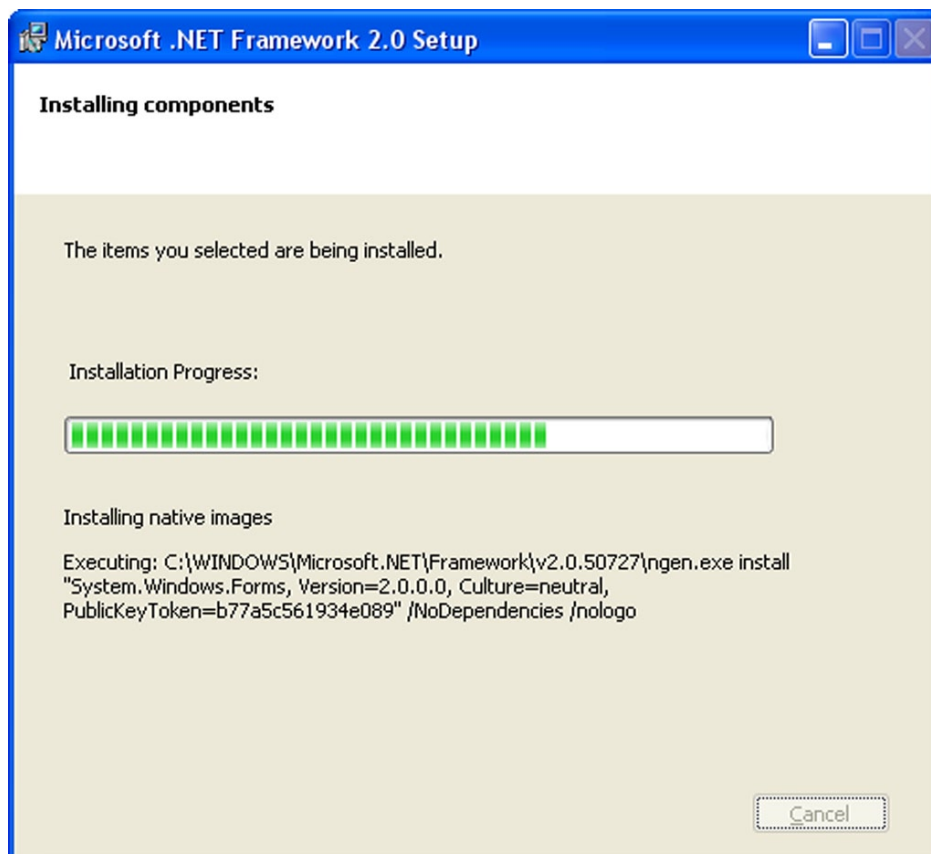 Microsoft .NET Framework 2.0 Setup
Installing components
The items you selected are being installed.
Installation Progress:
Installing native images
Executing: C:\WINDOWS\Microsoft.NET\Framework\v2.0.50727\ngen.exe install
"System.Windows.Forms, Version=2.0.0.0, Culture=neutral,
PublicKeyToken=b77a5c561934e089" /NoDependencies /nologo
Cancel